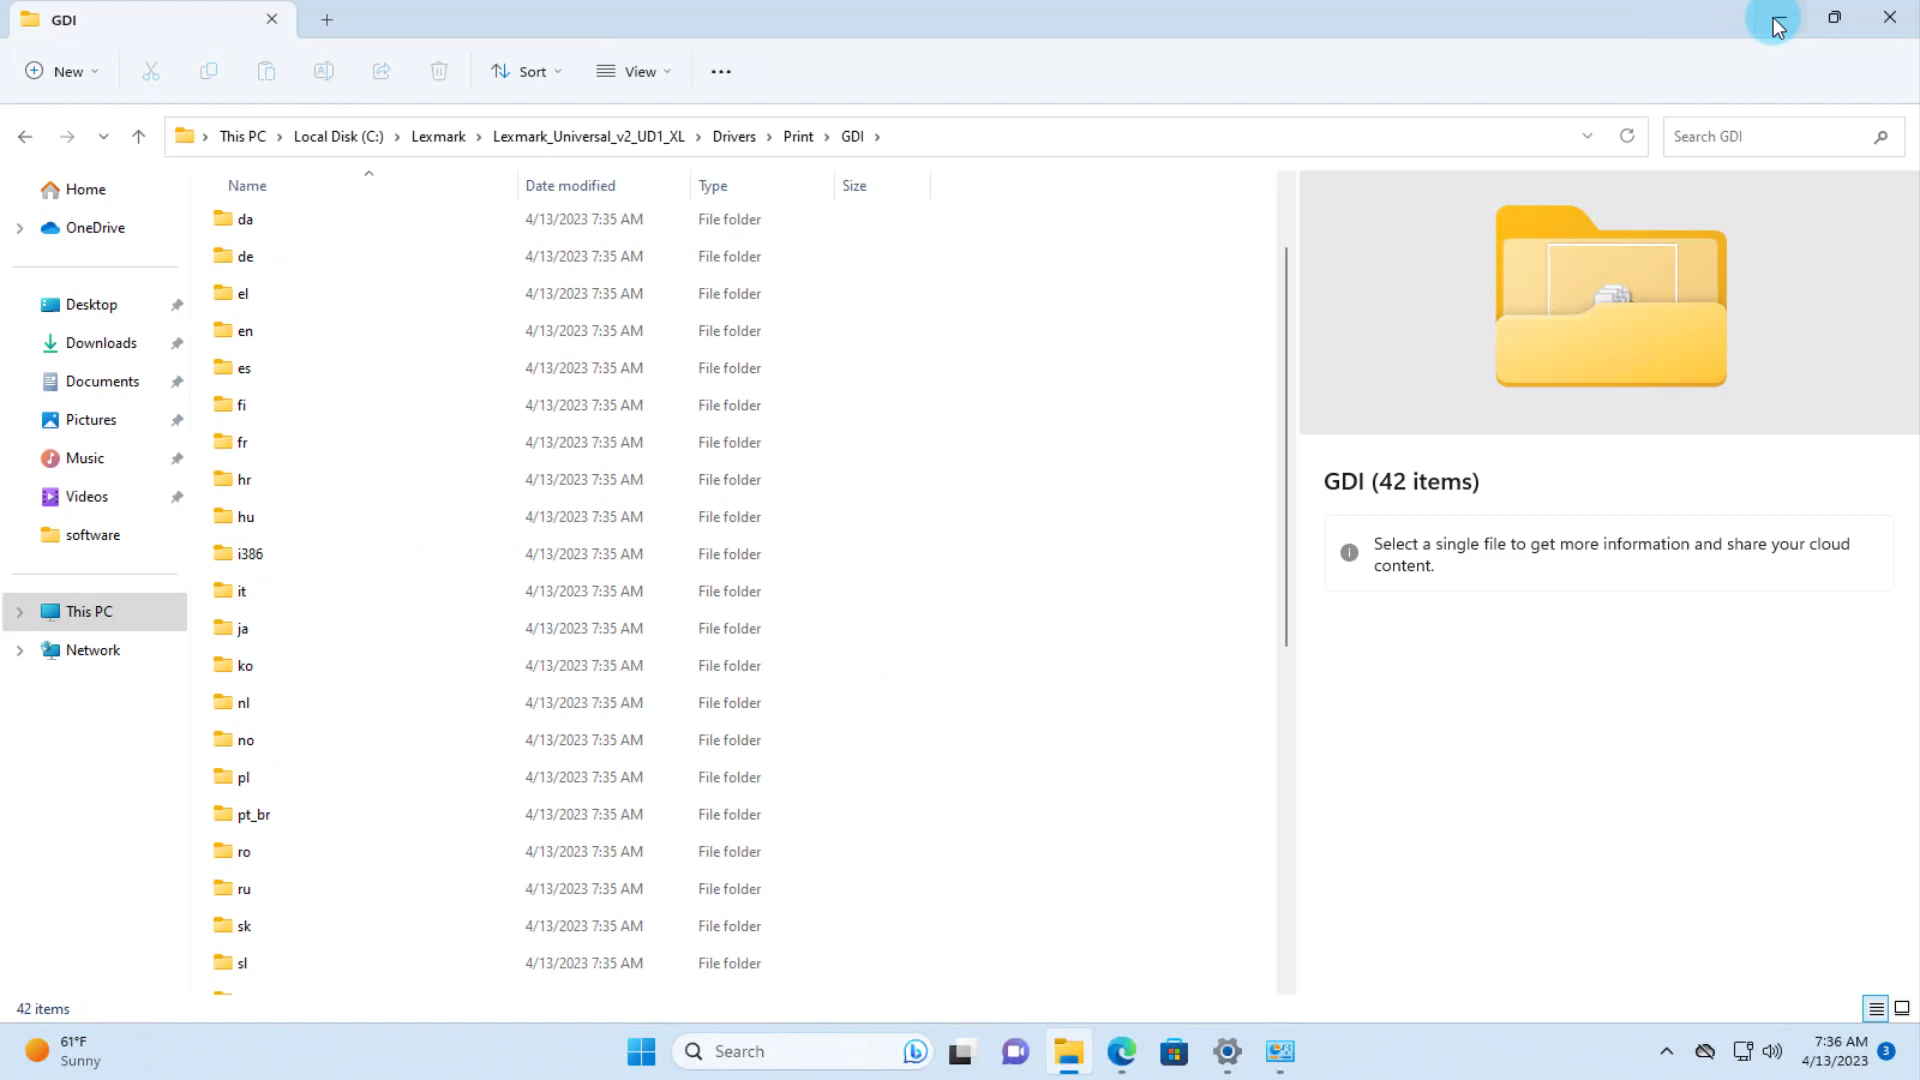 GDI
New
Sort
View
This PC > Local Disk (C:) > Lexmark > Lexmark_Universal_v2_UD1_XL > Drivers > Print > GDI >
Search GDI
Home
OneDrive
Desktop
Downloads
Documents
Pictures
Music
Videos
software
This PC
Network
Name Date modified Type Size
da 4/13/2023 7:35 AM File folder
de 4/13/2023 7:35 AM File folder
el 4/13/2023 7:35 AM File folder
en 4/13/2023 7:35 AM File folder
es 4/13/2023 7:35 AM File folder
fi 4/13/2023 7:35 AM File folder
fr 4/13/2023 7:35 AM File folder
hr 4/13/2023 7:35 AM File folder
hu 4/13/2023 7:35 AM File folder
i386 4/13/2023 7:35 AM File folder
it 4/13/2023 7:35 AM File folder
ja 4/13/2023 7:35 AM File folder
ko 4/13/2023 7:35 AM File folder
nl 4/13/2023 7:35 AM File folder
no 4/13/2023 7:35 AM File folder
pl 4/13/2023 7:35 AM File folder
pt_br 4/13/2023 7:35 AM File folder
ro 4/13/2023 7:35 AM File folder
ru 4/13/2023 7:35 AM File folder
sk 4/13/2023 7:35 AM File folder
sl 4/13/2023 7:35 AM File folder
GDI (42 items)
Select a single file to get more information and share your cloud
content.
42 items
61°F
Sunny
Search
7:36 AM
4/13/2023
3